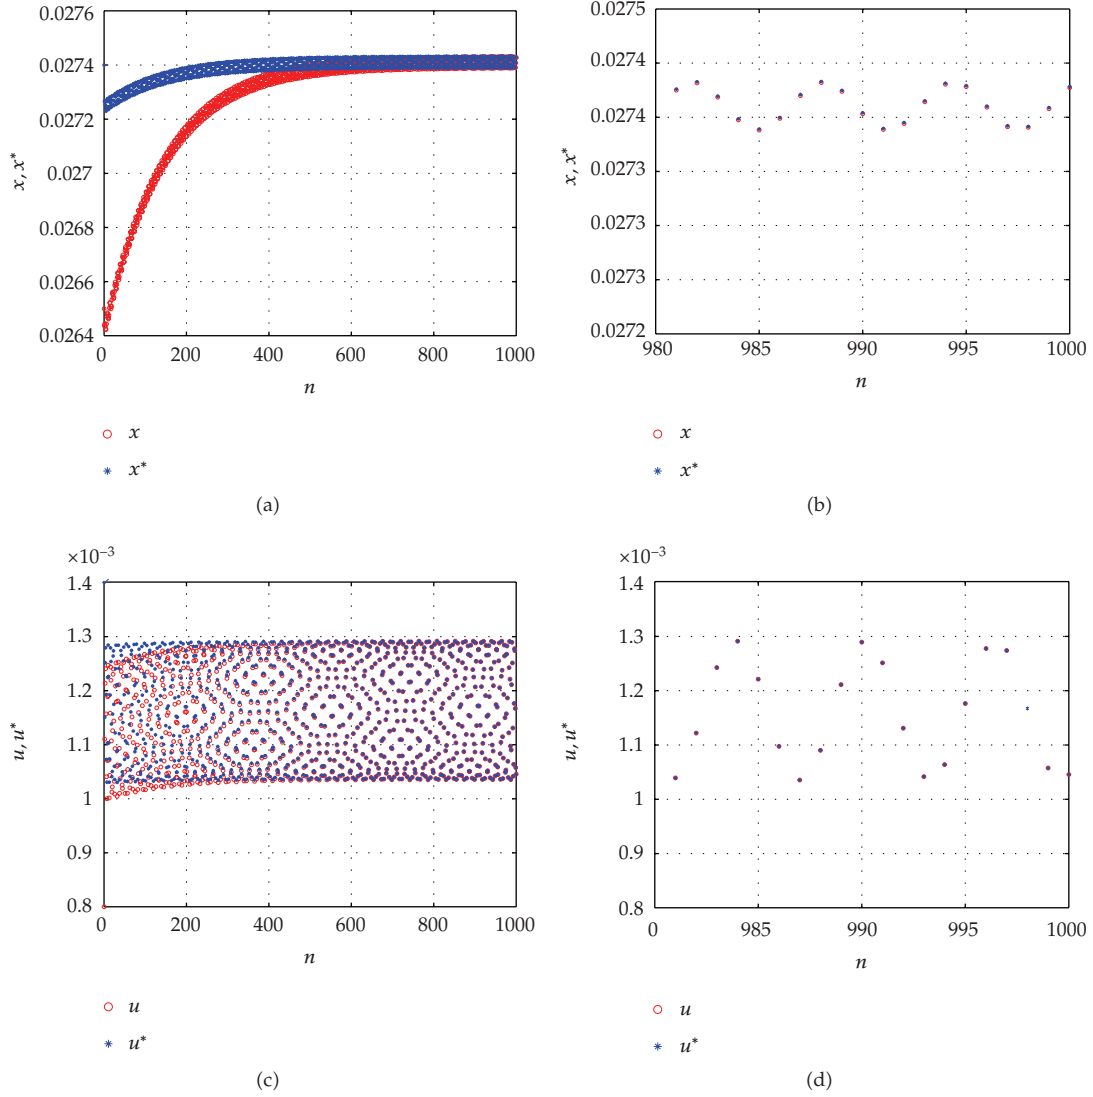 0.0276
0.0274
0.0272
0.027
0.0268
0.0266
0.0264
x, x*
0 200 400 600 800 1000
n
x
x*
(a)
0.0275
0.0274
0.0274
0.0273
0.0273
0.0273
0.0272
x, x*
980 985 990 995 1000
n
x
x*
(b)
×10⁻³
1.4
1.3
1.2
1.1
1
0.9
0.8
u, u*
0 200 400 600 800 1000
n
u
u*
(c)
×10⁻³
1.4
1.3
1.2
1.1
1
0.9
0.8
u, u*
0 985 990 995 1000
n
u
u*
(d)